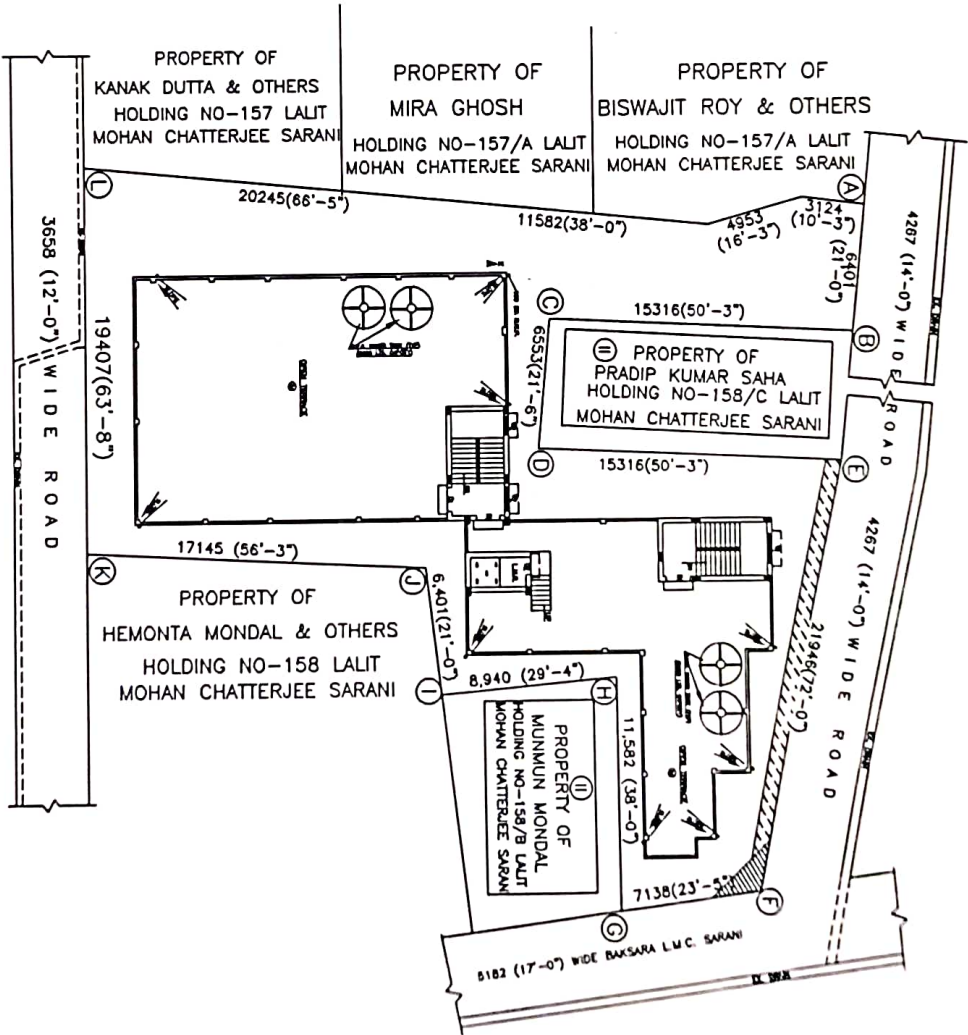 PROPERTY OF
KANAK DUTTA & OTHERS
HOLDING NO-157 LALIT
MOHAN CHATTERJEE SARANI
PROPERTY OF
MIRA GHOSH
HOLDING NO-157/A LALIT
MOHAN CHATTERJEE SARANI
PROPERTY OF
BISWAJIT ROY & OTHERS
HOLDING NO-157/A LALIT
MOHAN CHATTERJEE SARANI
L
A
20245(66'-5")
11582(38'-0")
4953
(16'-3")
3124
(10'-3")
6401
(21'-0")
4267 (14'-0") WIDE ROAD
3658 (12'-0") WIDE ROAD
19407(63'-8")
C
15316(50'-3")
B
6553(21'-6")
II
PROPERTY OF
PRADIP KUMAR SAHA
HOLDING NO-158/C LALIT
MOHAN CHATTERJEE SARANI
D
15316(50'-3")
E
4267 (14'-0") WIDE ROAD
21946(72'-0")
17145 (56'-3")
K
J
PROPERTY OF
HEMONTA MONDAL & OTHERS
HOLDING NO-158 LALIT
MOHAN CHATTERJEE SARANI
6,401(21'-0")
I
8,940 (29'-4")
H
11,582 (38'-0")
II
PROPERTY OF
MUNMUN MONDAL
HOLDING NO-158/B LALIT
MOHAN CHATTERJEE SARAN
OPEN TERRACE
OPEN TERRACE
7138(23'-5"
F
G
(17'-0") WIDE BAKSARA L.M.C. SARANI